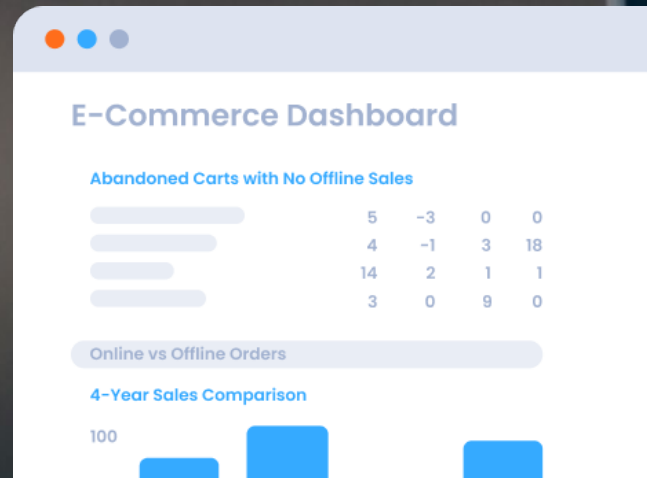 E-Commerce Dashboard
Abandoned Carts with No Offline Sales
5 -3 0 0
4 -1 3 18
14 2 1 1
3 0 9 0
Online vs Offline Orders
4-Year Sales Comparison
100